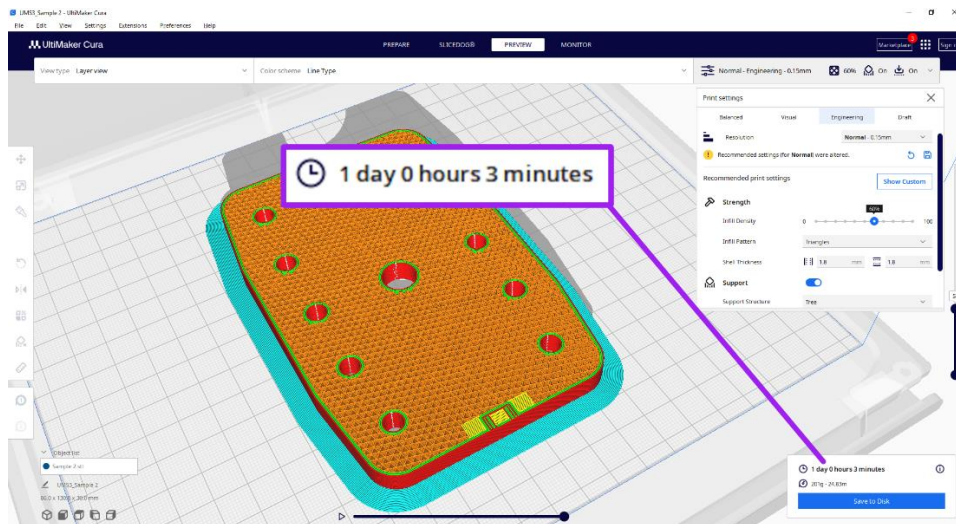 UMS3_Sample 2 - UltiMaker Cura
File Edit View Settings Extensions Preferences Help
UltiMaker Cura PREPARE SLICEDOG® PREVIEW MONITOR Marketplace Sign
View type Layer view Color scheme Line Type Normal - Engineering - 0.15mm 60% On On
Print settings
Balanced Visual Engineering Draft
Resolution Normal - 0.15mm
Recommended settings (for Normal) were altered.
Recommended print settings Show Custom
Strength
60%
Infill Density 0 100
Infill Pattern Triangles
Shell Thickness 1.8 mm 1.8 mm
Support
Support Structure Tree
1 day 0 hours 3 minutes
Object list
Sample 2.stl
UMS3_Sample 2
1 day 0 hours 3 minutes
Save to Disk